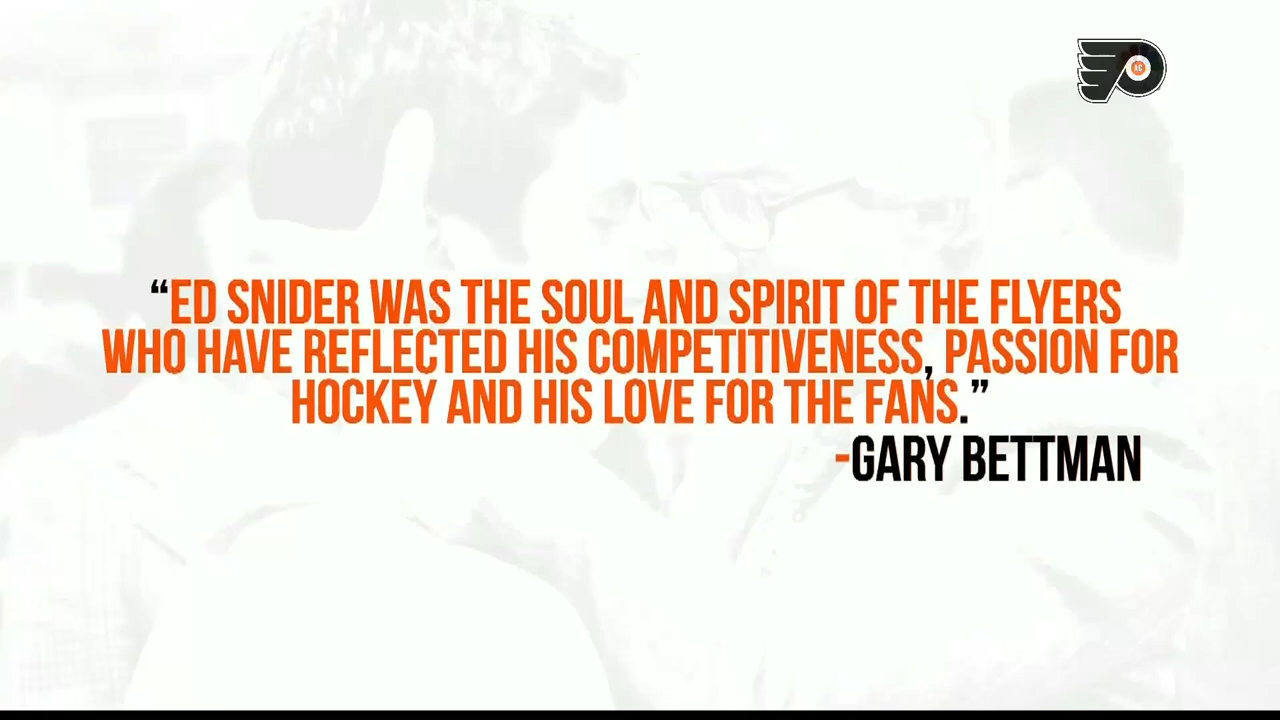 “ED SNIDER WAS THE SOUL AND SPIRIT OF THE FLYERS
WHO HAVE REFLECTED HIS COMPETITIVENESS, PASSION FOR
HOCKEY AND HIS LOVE FOR THE FANS.”
-GARY BETTMAN